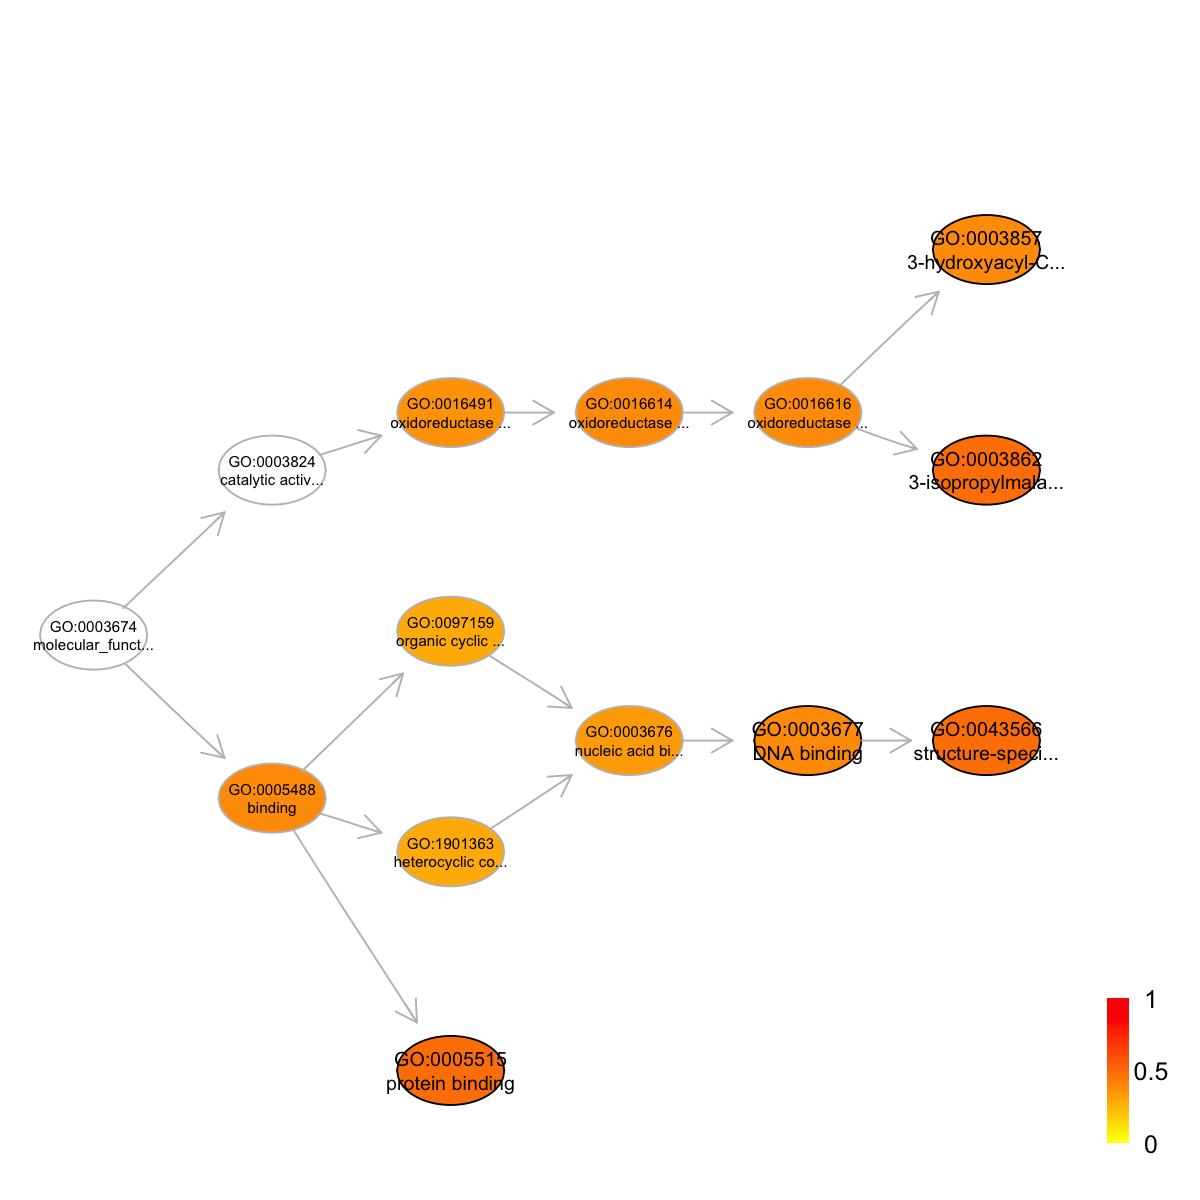 GO:0003857
3-hydroxyacyl-C...
GO:0016491
oxidoreductase ...
GO:0016614
oxidoreductase ...
GO:0016616
oxidoreductase ...
GO:0003824
catalytic activ...
GO:0003862
3-isopropylmala...
GO:0003674
molecular_funct...
GO:0097159
organic cyclic ...
GO:0003676
nucleic acid bi...
GO:0003677
DNA binding
GO:0043566
structure-speci...
GO:0005488
binding
GO:1901363
heterocyclic co...
GO:0005515
protein binding
1
0.5
0